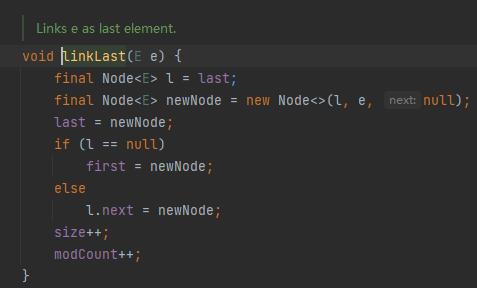 Links e as last element.
void linkLast(E e) {
final Node<E> l = last;
final Node<E> newNode = new Node<>(l, e, next: null);
last = newNode;
if (l == null)
first = newNode;
else
l.next = newNode;
size++;
modCount++;
}